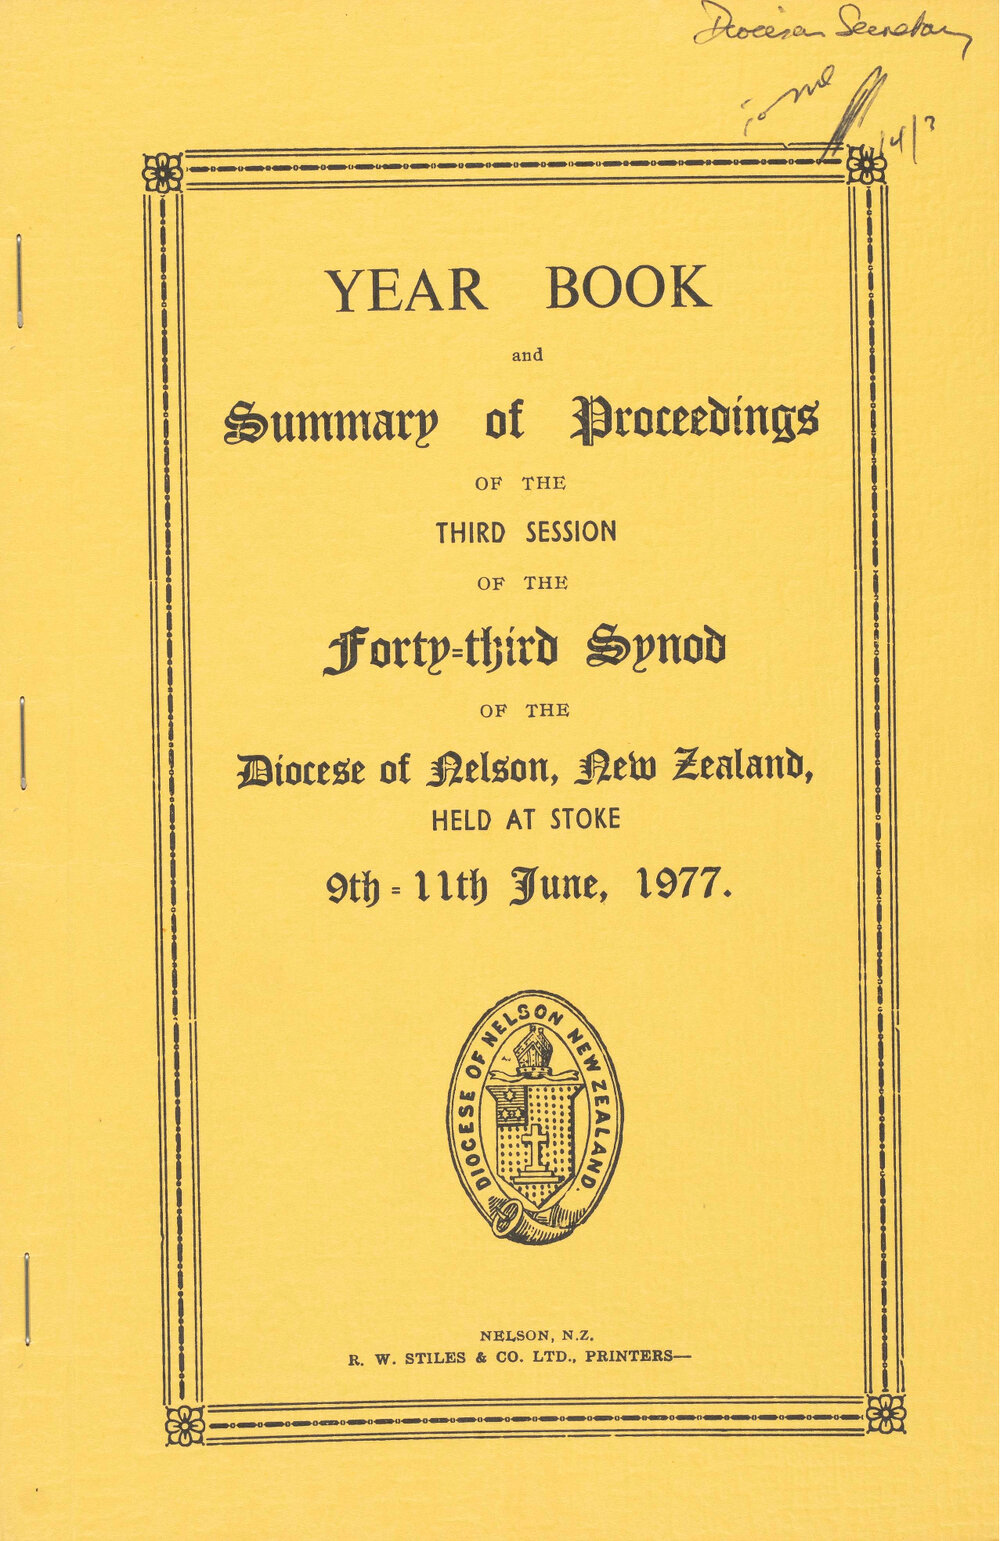 Diocesan Secretary
14/3
YEAR BOOK
and
Summary of Proceedings
OF THE
THIRD SESSION
OF THE
Forty=third Synod
OF THE
Diocese of Nelson, New Zealand,
HELD AT STOKE
9th = 11th June, 1977.
DIOCESE OF NELSON NEW ZEALAND.
NELSON, N.Z.
R. W. STILES & CO. LTD., PRINTERS—